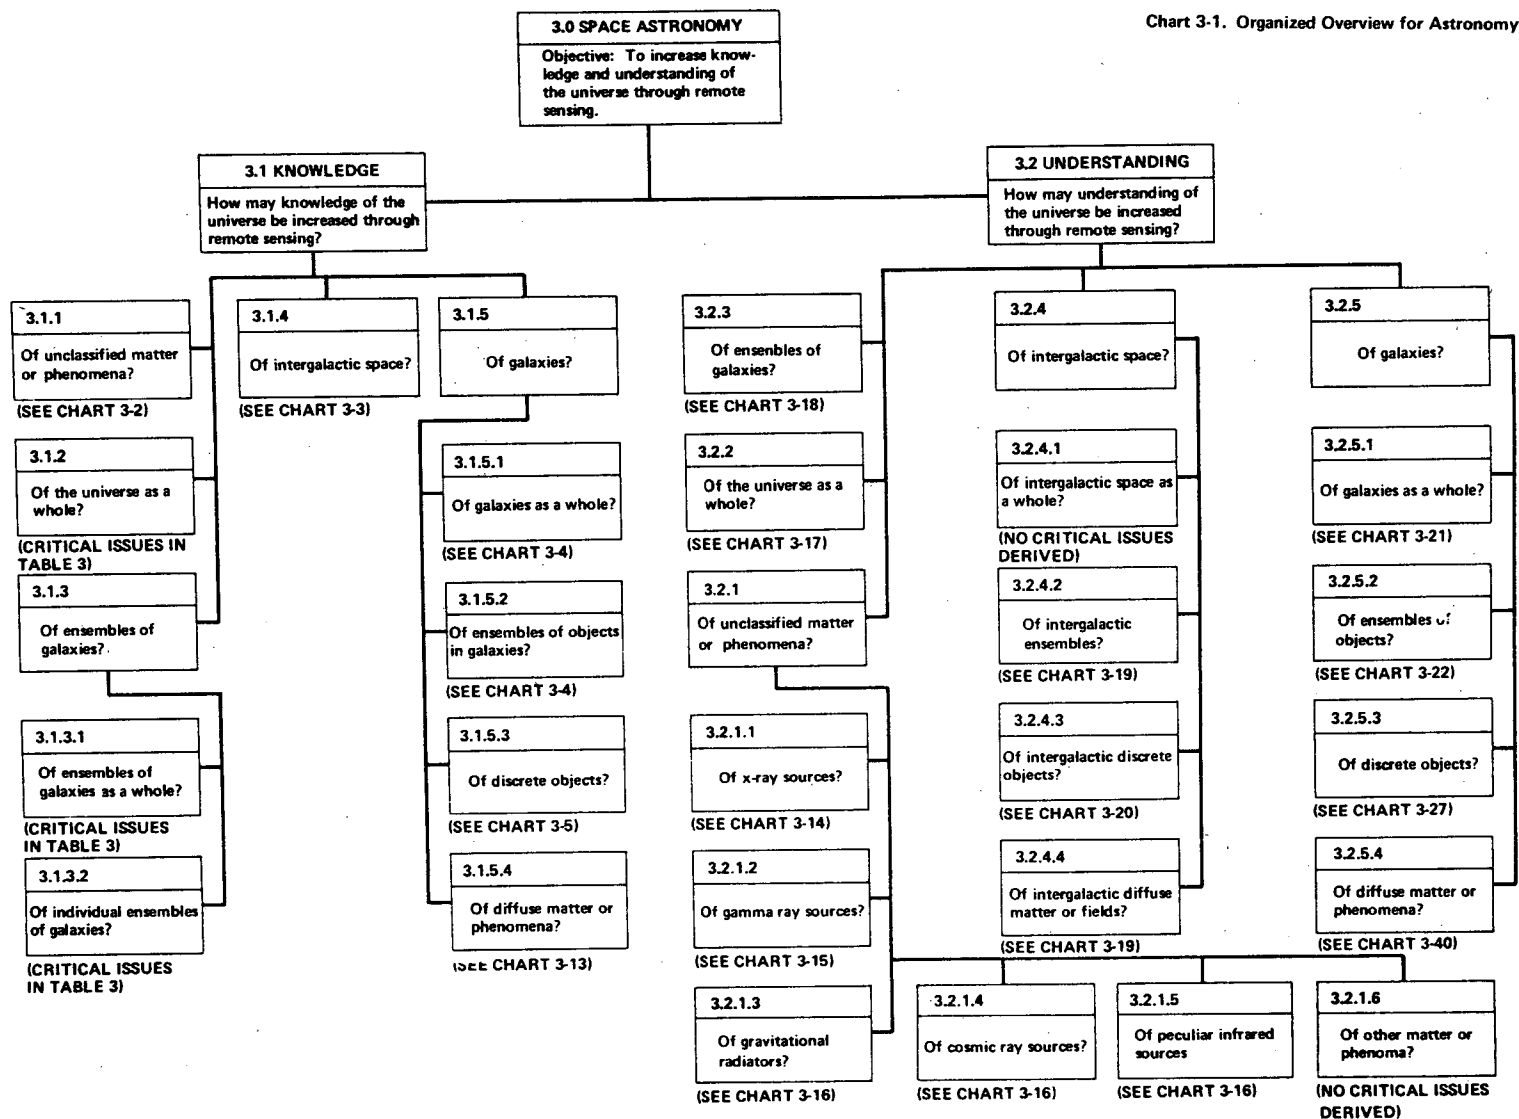 Chart 3-1. Organized Overview for Astronomy
3.0 SPACE ASTRONOMY
Objective: To increase know-
ledge and understanding of
the universe through remote
sensing.
3.1 KNOWLEDGE
How may knowledge of the
universe be increased through
remote sensing?
3.2 UNDERSTANDING
How may understanding of
the universe be increased
through remote sensing?
3.1.1
Of unclassified matter
or phenomena?
(SEE CHART 3-2)
3.1.2
Of the universe as a
whole?
(CRITICAL ISSUES IN
TABLE 3)
3.1.3
Of ensembles of
galaxies?
3.1.3.1
Of ensembles of
galaxies as a whole?
(CRITICAL ISSUES
IN TABLE 3)
3.1.3.2
Of individual ensembles
of galaxies?
(CRITICAL ISSUES
IN TABLE 3)
3.1.4
Of intergalactic space?
(SEE CHART 3-3)
3.1.5
Of galaxies?
3.1.5.1
Of galaxies as a whole?
(SEE CHART 3-4)
3.1.5.2
Of ensembles of objects
in galaxies?
(SEE CHART 3-4)
3.1.5.3
Of discrete objects?
(SEE CHART 3-5)
3.1.5.4
Of diffuse matter or
phenomena?
(SEE CHART 3-13)
3.2.3
Of ensenbles of
galaxies?
(SEE CHART 3-18)
3.2.2
Of the universe as a
whole?
(SEE CHART 3-17)
3.2.1
Of unclassified matter
or phenomena?
3.2.1.1
Of x-ray sources?
(SEE CHART 3-14)
3.2.1.2
Of gamma ray sources?
(SEE CHART 3-15)
3.2.1.3
Of gravitational
radiators?
(SEE CHART 3-16)
3.2.1.4
Of cosmic ray sources?
(SEE CHART 3-16)
3.2.1.5
Of peculiar infrared
sources
(SEE CHART 3-16)
3.2.1.6
Of other matter or
phenoma?
(NO CRITICAL ISSUES
DERIVED)
3.2.4
Of intergalactic space?
3.2.4.1
Of intergalactic space as
a whole?
(NO CRITICAL ISSUES
DERIVED)
3.2.4.2
Of intergalactic
ensembles?
(SEE CHART 3-19)
3.2.4.3
Of intergalactic discrete
objects?
(SEE CHART 3-20)
3.2.4.4
Of intergalactic diffuse
matter or fields?
(SEE CHART 3-19)
3.2.5
Of galaxies?
3.2.5.1
Of galaxies as a whole?
(SEE CHART 3-21)
3.2.5.2
Of ensembles of
objects?
(SEE CHART 3-22)
3.2.5.3
Of discrete objects?
(SEE CHART 3-27)
3.2.5.4
Of diffuse matter or
phenomena?
(SEE CHART 3-40)